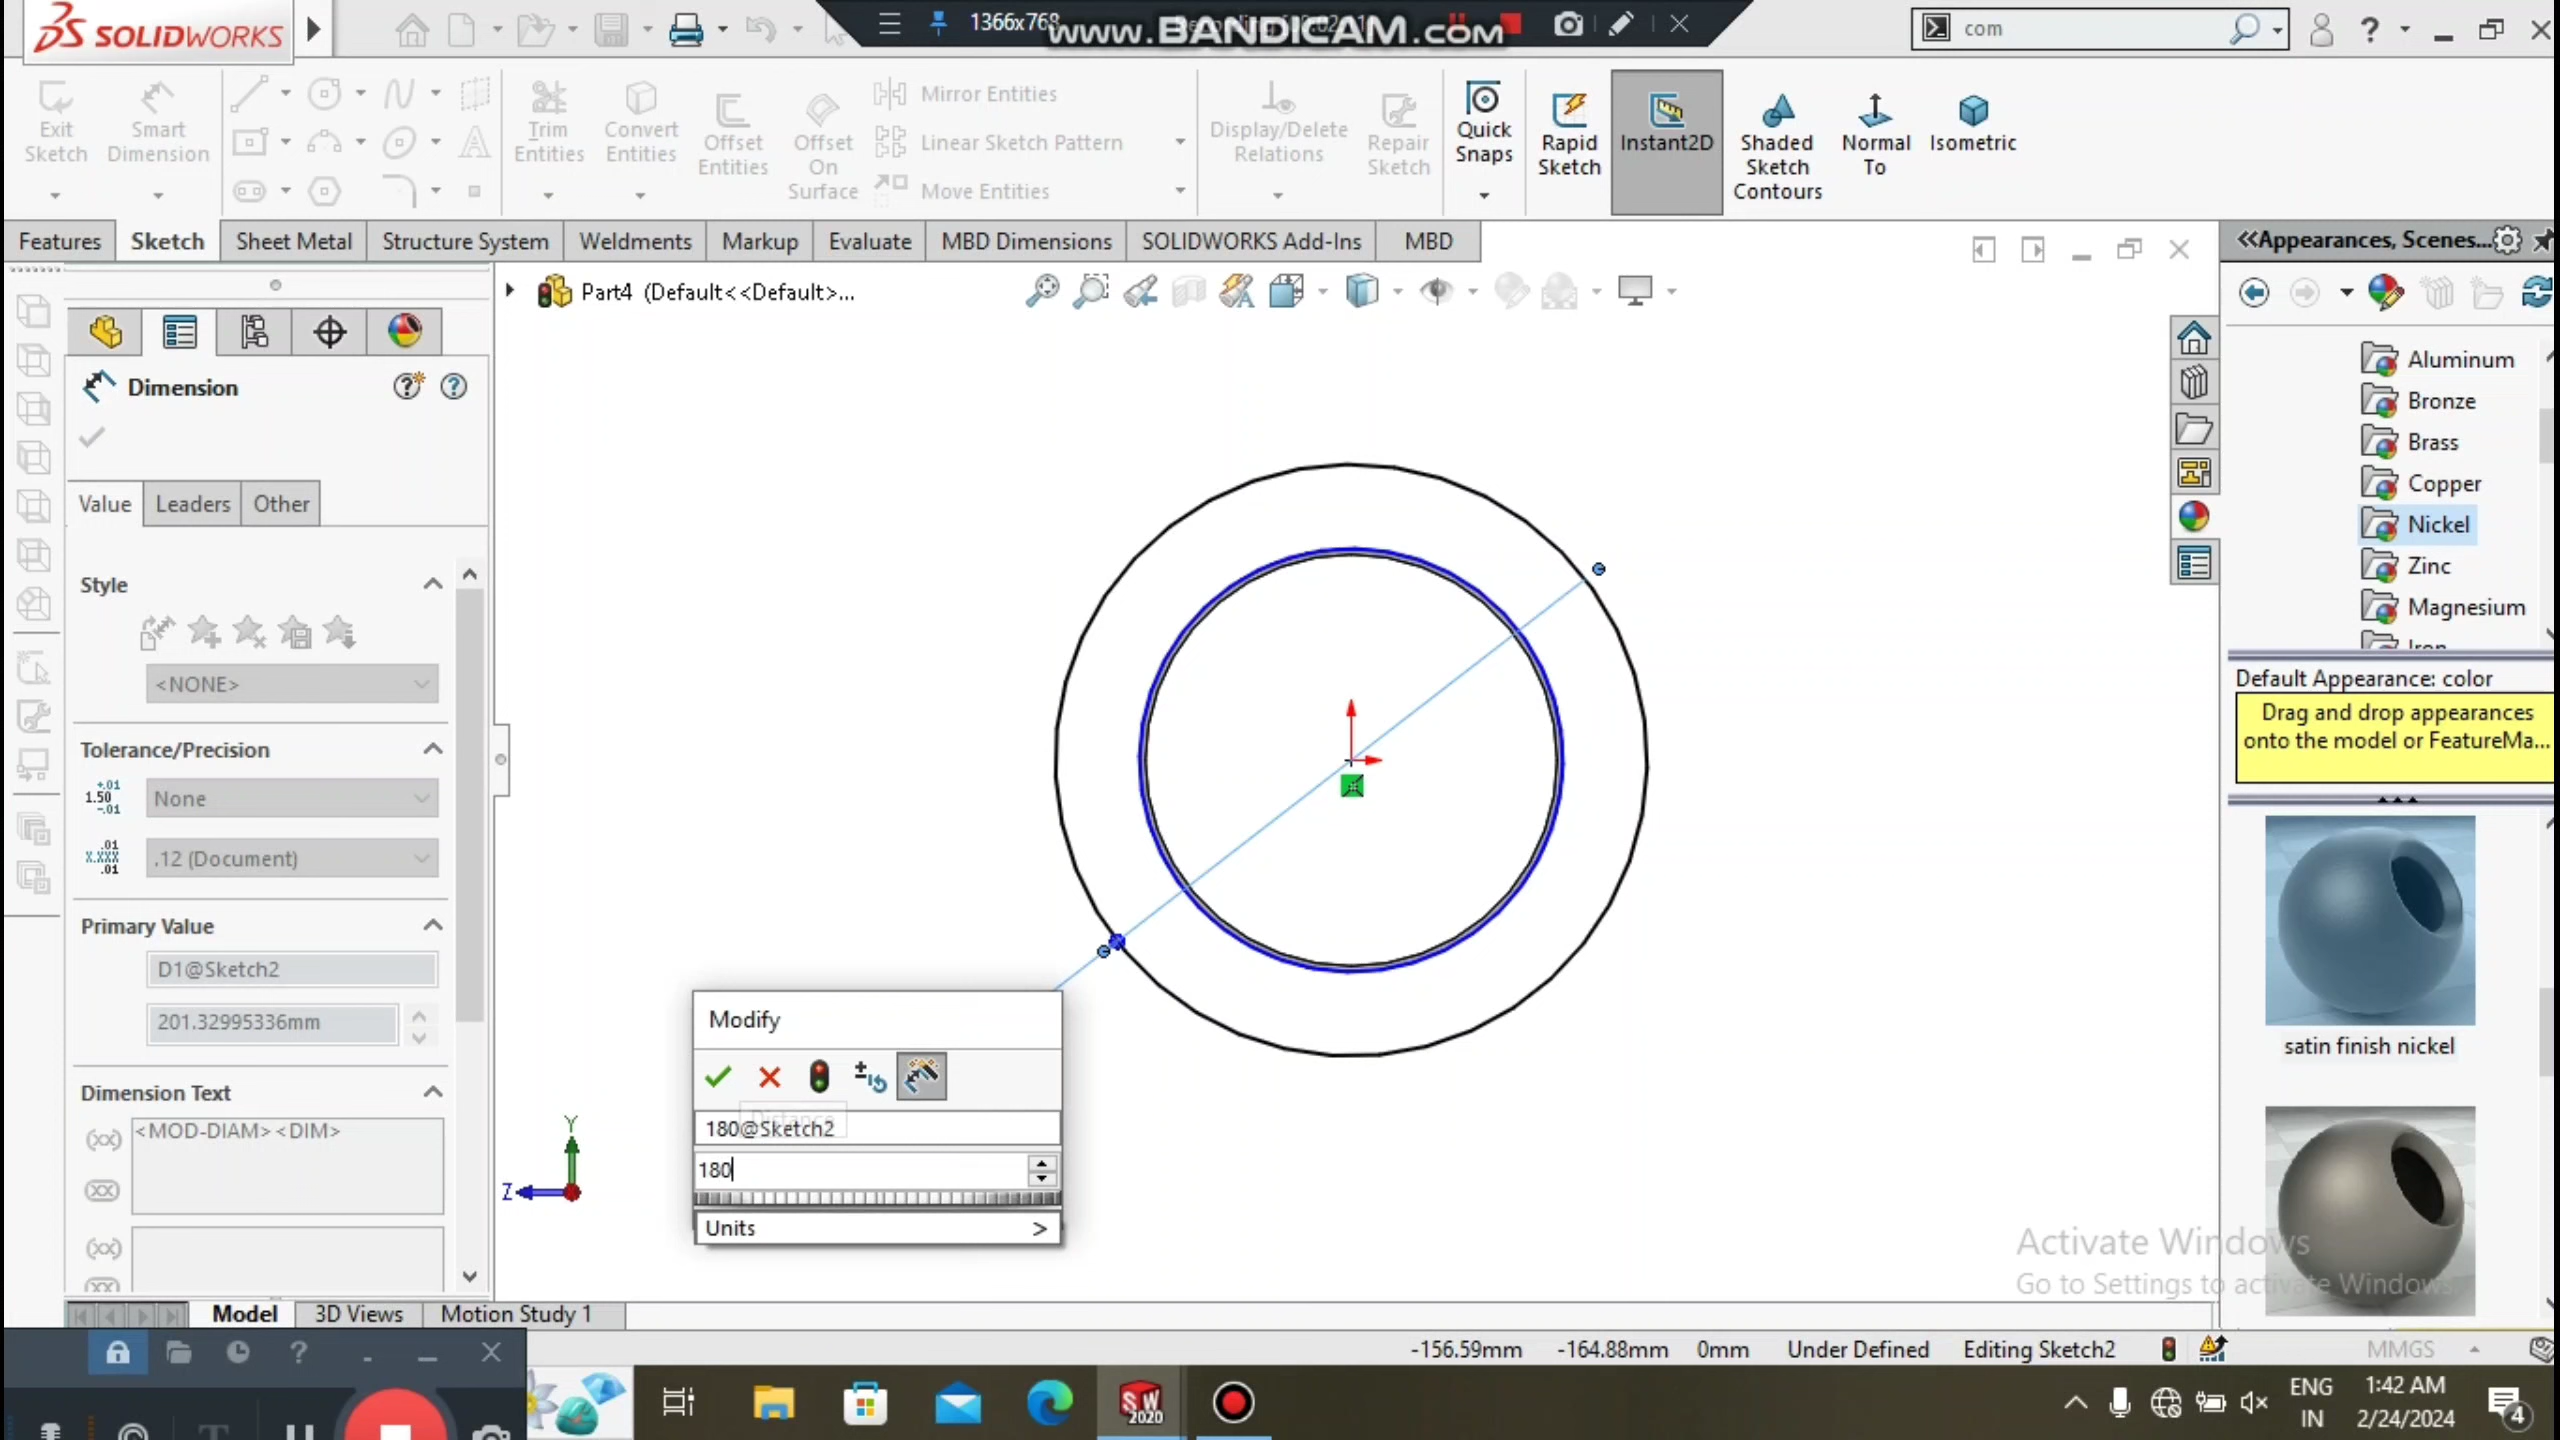 SOLIDWORKS
1366x768
www.BANDICAM.com
com
Exit Sketch
Smart Dimension
Trim Entities
Convert Entities
Offset Entities
Offset On Surface
Mirror Entities
Linear Sketch Pattern
Move Entities
Display/Delete Relations
Repair Sketch
Quick Snaps
Rapid Sketch
Instant2D
Shaded Sketch Contours
Normal To
Isometric
Features
Sketch
Sheet Metal
Structure System
Weldments
Markup
Evaluate
MBD Dimensions
SOLIDWORKS Add-Ins
MBD
Appearances, Scenes...
Part4 (Default<<Default>...
Dimension
Value
Leaders
Other
Style
<NONE>
Tolerance/Precision
None
.12 (Document)
Primary Value
D1@Sketch2
201.32995336mm
Dimension Text
<MOD-DIAM><DIM>
Modify
Distance
180@Sketch2
180
Units
Y
Z
Aluminum
Bronze
Brass
Copper
Nickel
Zinc
Magnesium
Iron
Default Appearance: color
Drag and drop appearances
onto the model or FeatureMa...
satin finish nickel
Activate Windows
Go to Settings to activate Windows.
Model
3D Views
Motion Study 1
-156.59mm
-164.88mm
0mm
Under Defined
Editing Sketch2
MMGS
SW
2020
ENG
IN
1:42 AM
2/24/2024
4